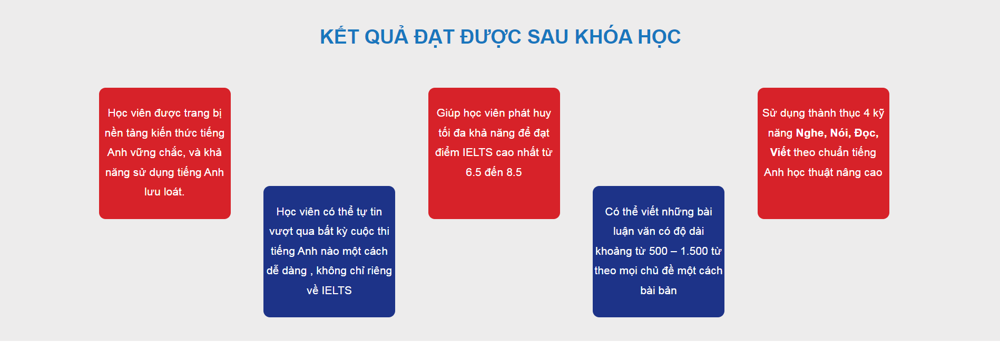 KẾT QUẢ ĐẠT ĐƯỢC SAU KHÓA HỌC
Học viên được trang bị
nền tảng kiến thức tiếng
Anh vững chắc, và khả
năng sử dụng tiếng Anh
lưu loát.
Học viên có thể tự tin
vượt qua bất kỳ cuộc thi
tiếng Anh nào một cách
dễ dàng , không chỉ riêng
về IELTS
Giúp học viên phát huy
tối đa khả năng để đạt
điểm IELTS cao nhất từ
6.5 đến 8.5
Có thể viết những bài
luận văn có độ dài
khoảng từ 500 – 1.500 từ
theo mọi chủ đề một cách
bài bản
Sử dụng thành thục 4 kỹ
năng Nghe, Nói, Đọc,
Viết theo chuẩn tiếng
Anh học thuật nâng cao